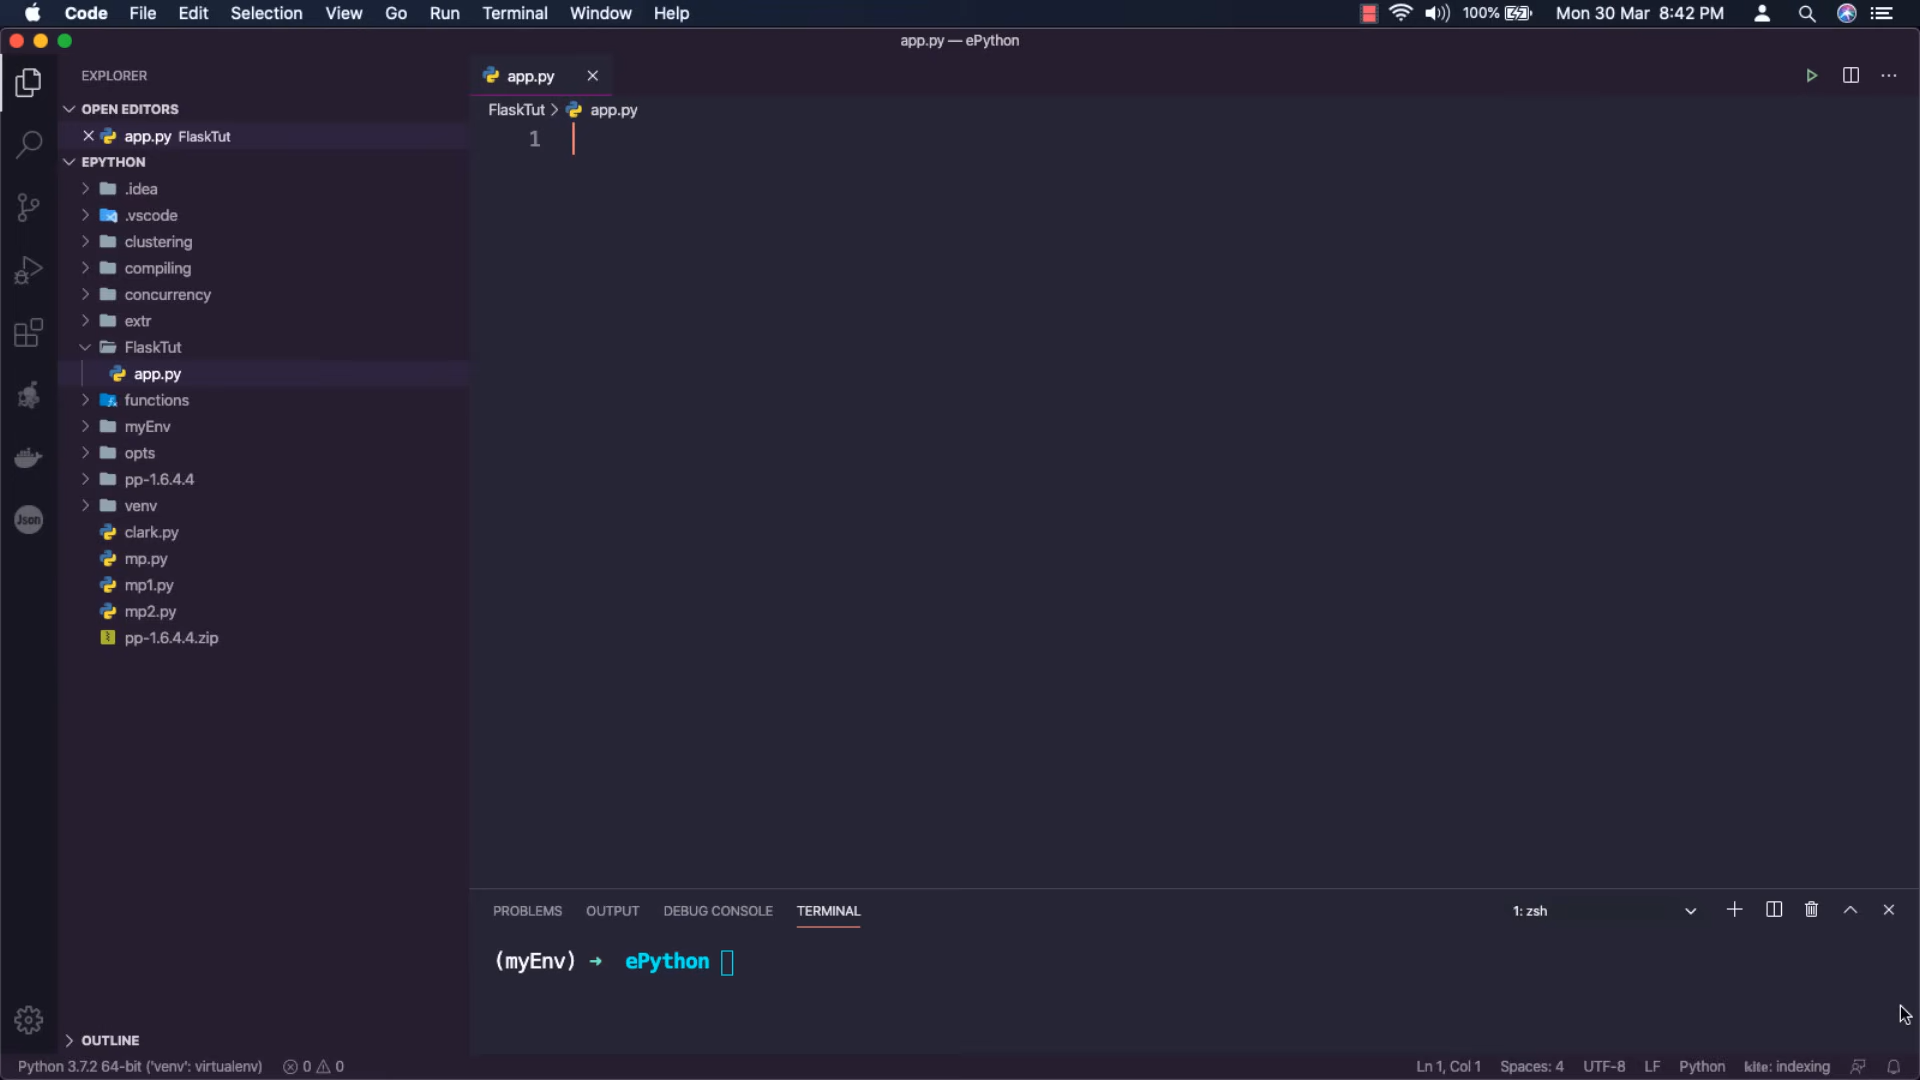 Code File Edit Selection View Go Run Terminal Window Help 100% Mon 30 Mar 8:42 PM
app.py — ePython
EXPLORER
OPEN EDITORS
app.py FlaskTut
EPYTHON
.idea
.vscode
clustering
compiling
concurrency
extr
FlaskTut
app.py
functions
myEnv
opts
pp-1.6.4.4
venv
clark.py
mp.py
mp1.py
mp2.py
pp-1.6.4.4.zip
OUTLINE
Json
app.py
FlaskTut > app.py
1
PROBLEMS OUTPUT DEBUG CONSOLE TERMINAL 1: zsh
(myEnv) → ePython
Python 3.7.2 64-bit ('venv': virtualenv) 0 0 Ln 1, Col 1 Spaces: 4 UTF-8 LF Python kite: indexing